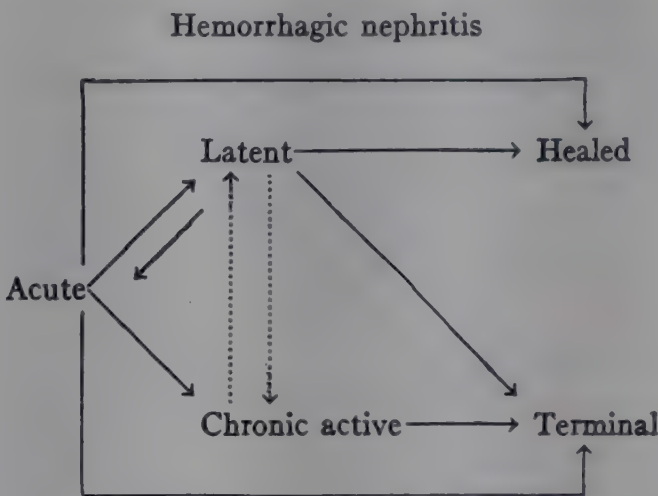 Hemorrhagic nephritis
Latent Healed
Acute
Chronic active Terminal